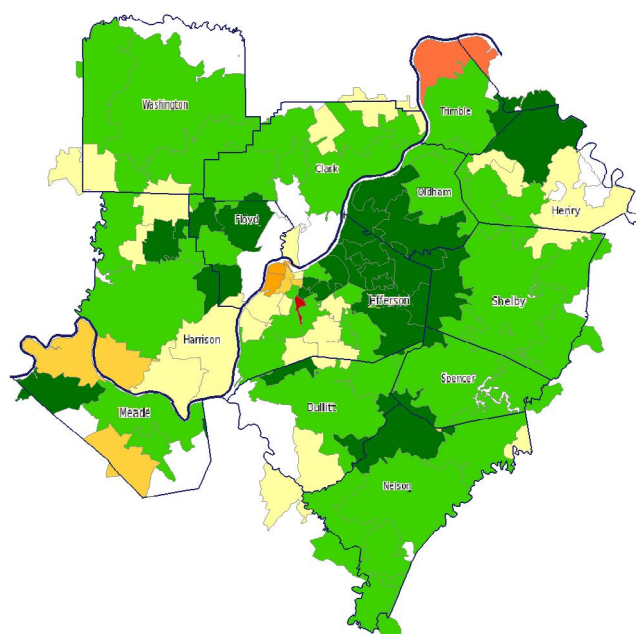 Washington
Trimble
Clark
Oldham
Floyd
Henry
Jefferson
Shelby
Harrison
Spencer
Meade
Bullitt
Nelson